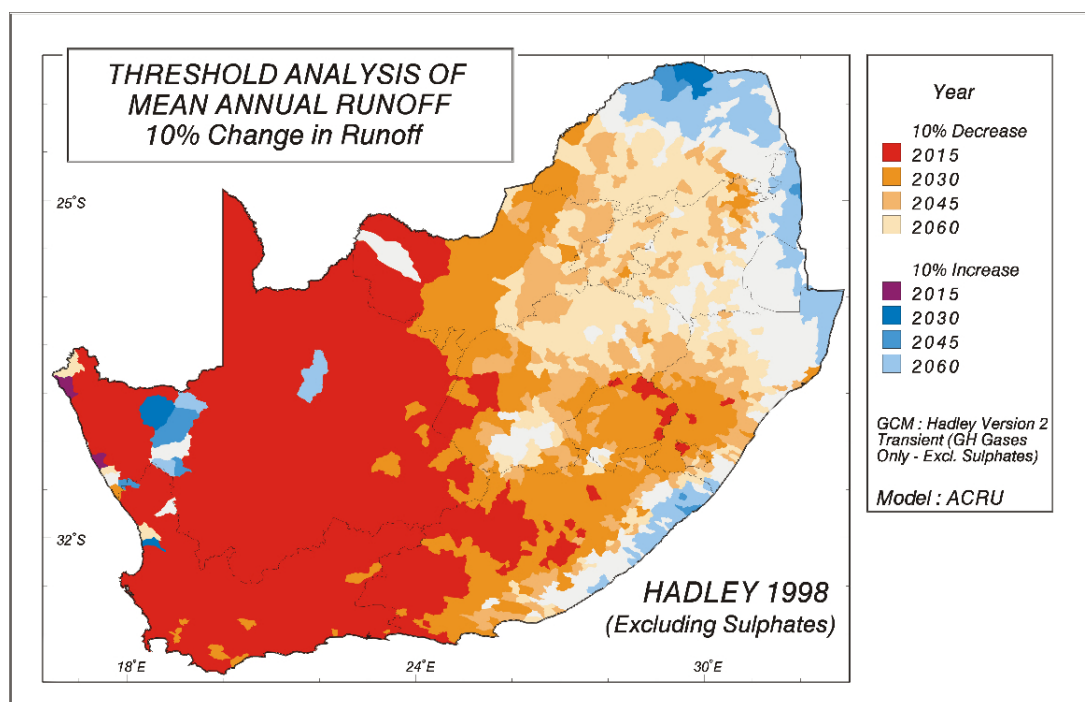 THRESHOLD ANALYSIS OF
MEAN ANNUAL RUNOFF
10% Change in Runoff
Year
10% Decrease
2015
2030
2045
2060
10% Increase
2015
2030
2045
2060
GCM : Hadley Version 2
Transient (GH Gases
Only - Excl. Sulphates)
Model : ACRU
25°S
32°S
HADLEY 1998
(Excluding Sulphates)
18°E
24°E
30°E